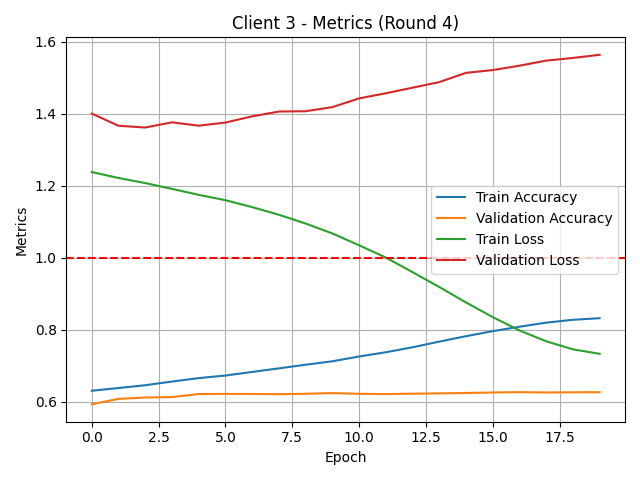 Client 3 - Metrics (Round 4)
1.6
1.4
1.2
1.0
0.8
0.6
Metrics
Train Accuracy
Validation Accuracy
Train Loss
Validation Loss
0.0 2.5 5.0 7.5 10.0 12.5 15.0 17.5
Epoch